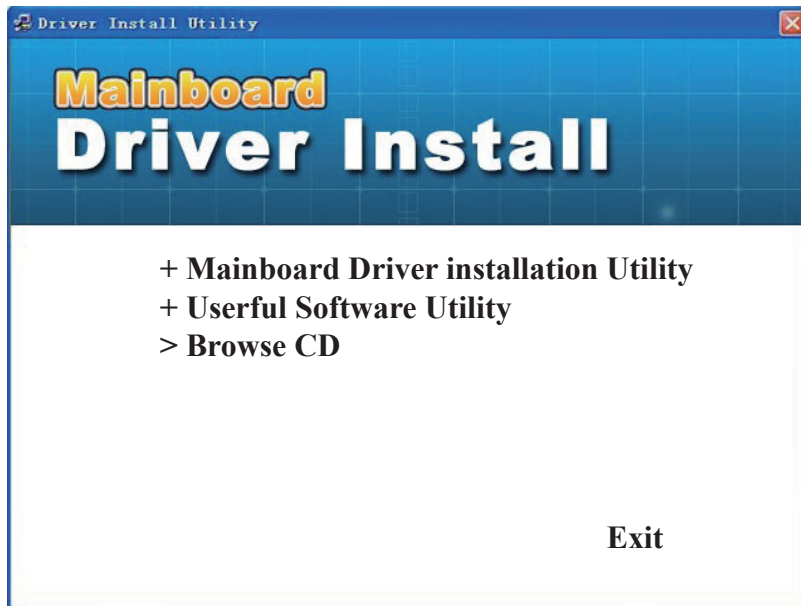 Driver Install Utility
Mainboard
Driver Install
+ Mainboard Driver installation Utility
+ Userful Software Utility
> Browse CD
Exit